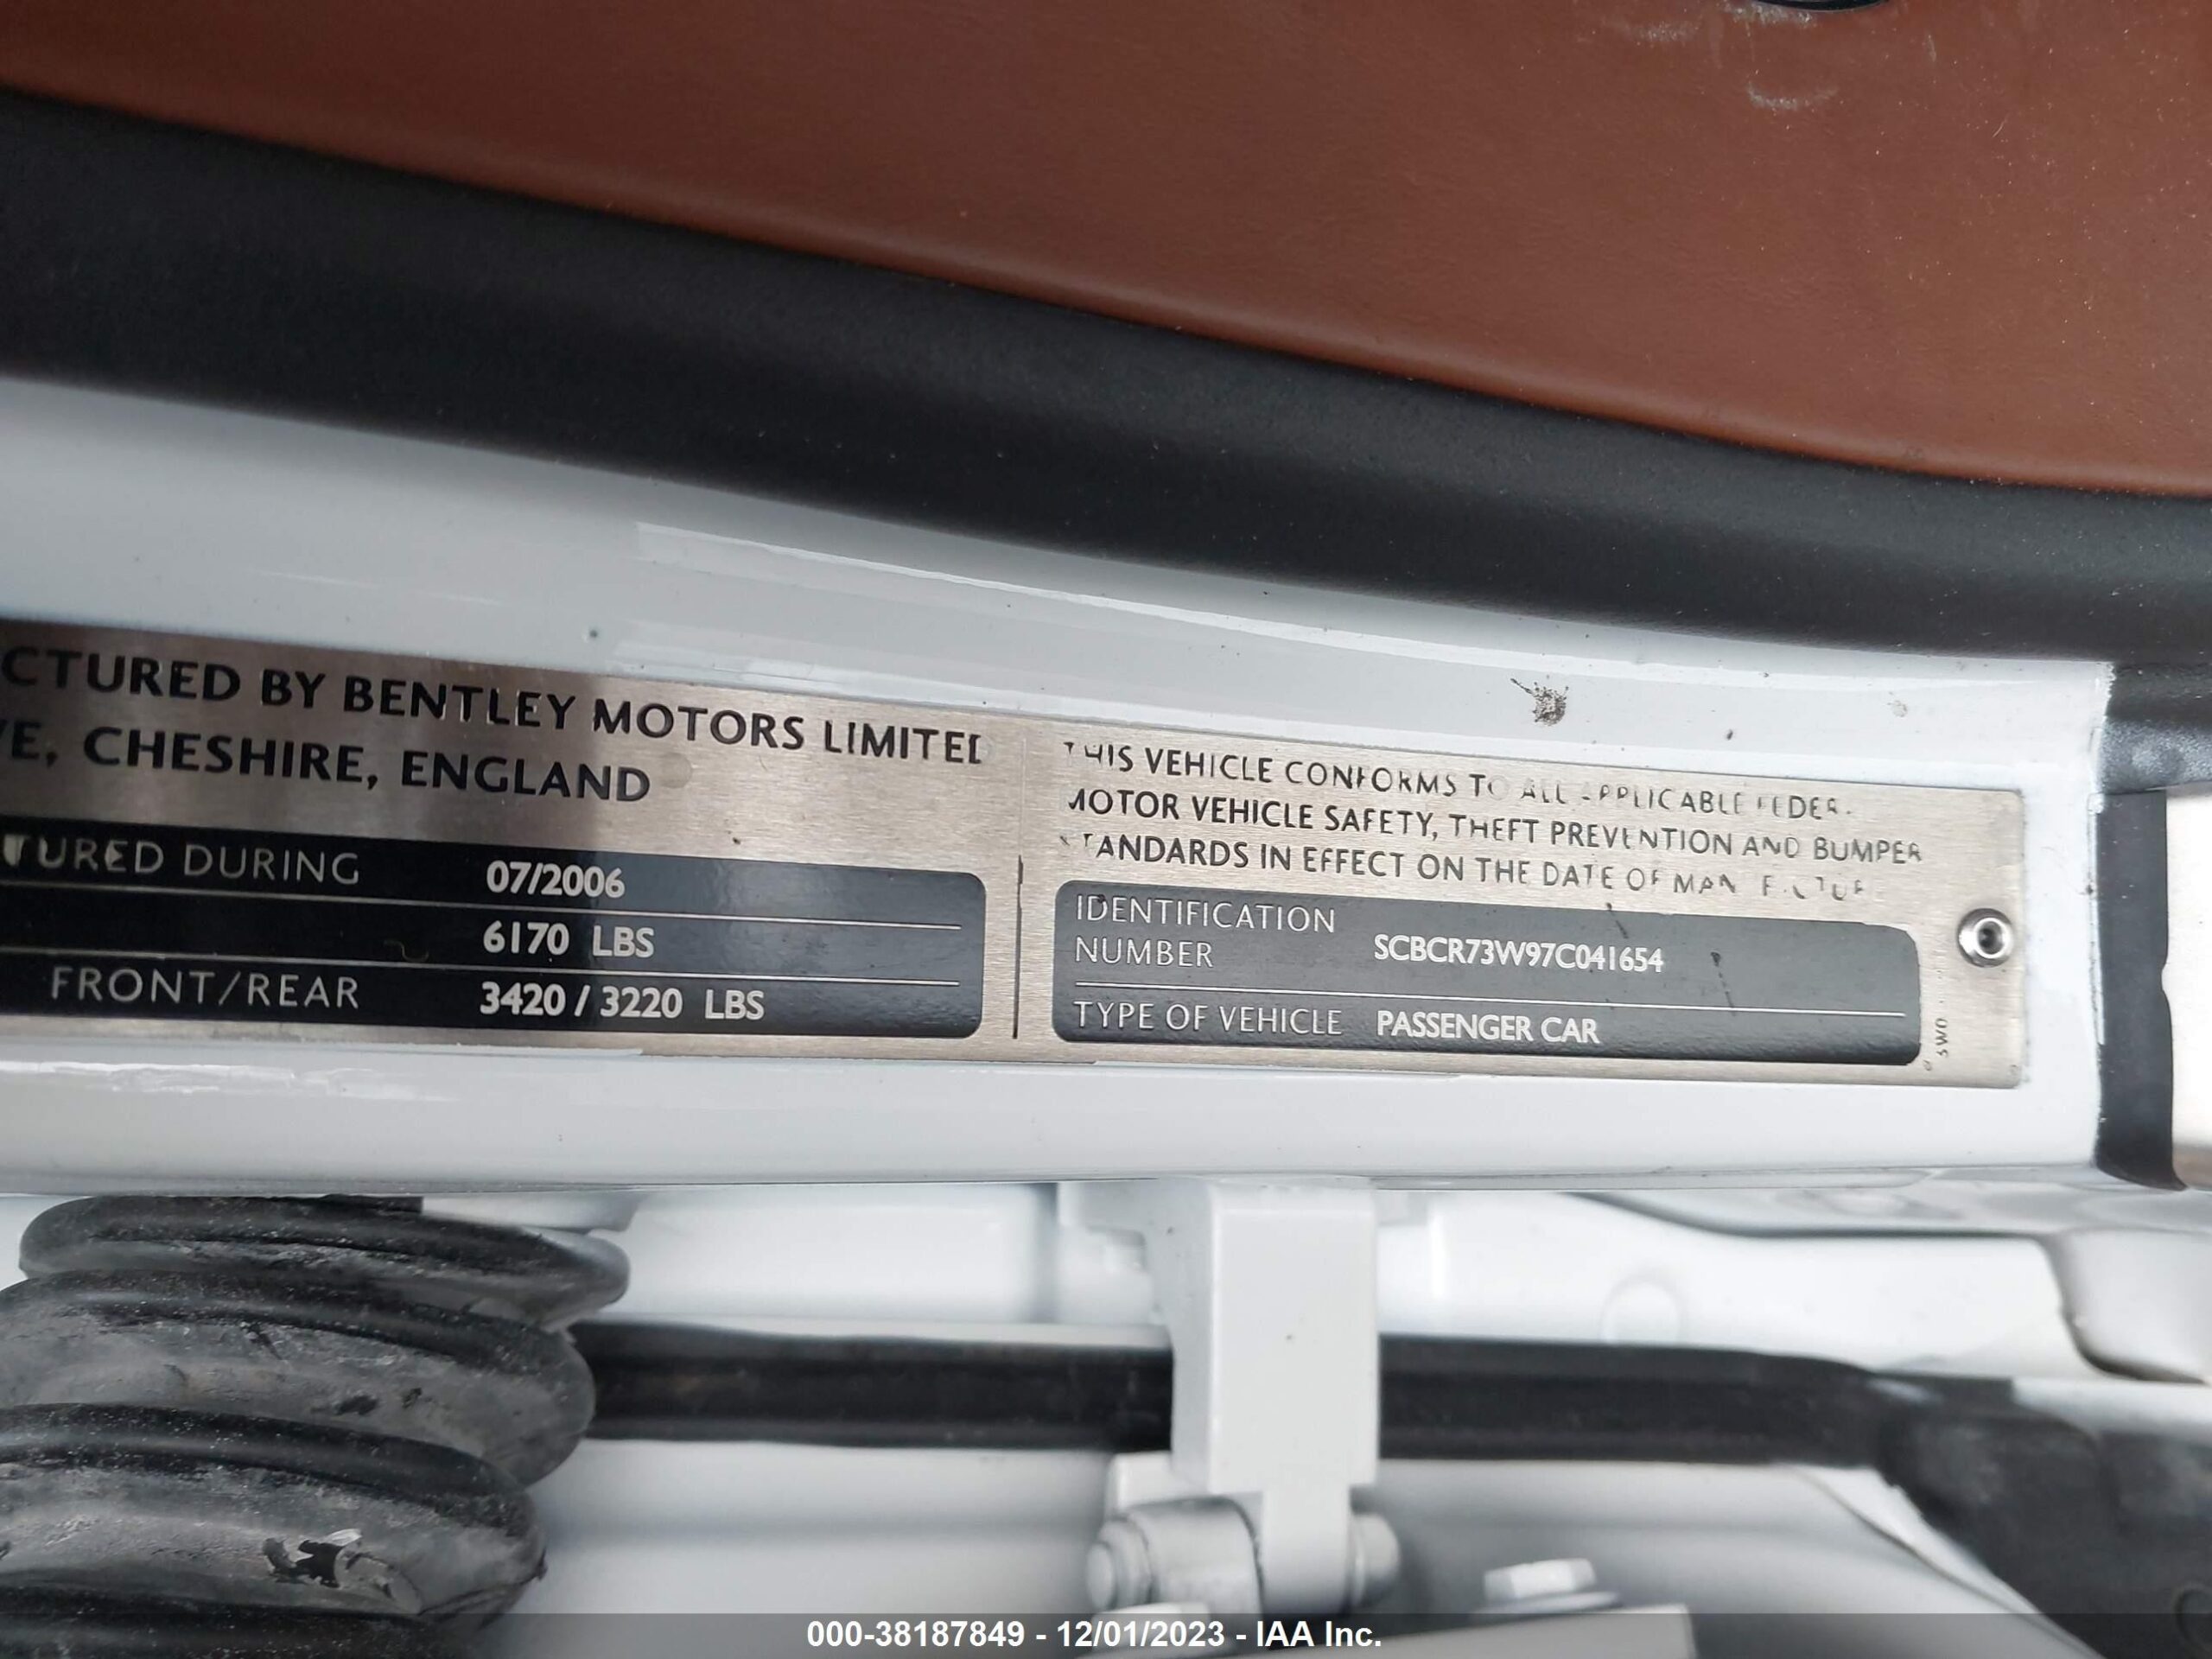 CTURED BY BENTLEY MOTORS LIMITED
E, CHESHIRE, ENGLAND
TURED DURING 07/2006
6170 LBS
FRONT/REAR 3420 / 3220 LBS
THIS VEHICLE CONFORMS TO ALL APPLICABLE FEDER
MOTOR VEHICLE SAFETY, THEFT PREVENTION AND BUMPER
STANDARDS IN EFFECT ON THE DATE OF
IDENTIFICATION
NUMBER SCBCR73W97C041654
TYPE OF VEHICLE PASSENGER CAR
000-38187849 - 12/01/2023 - IAA Inc.